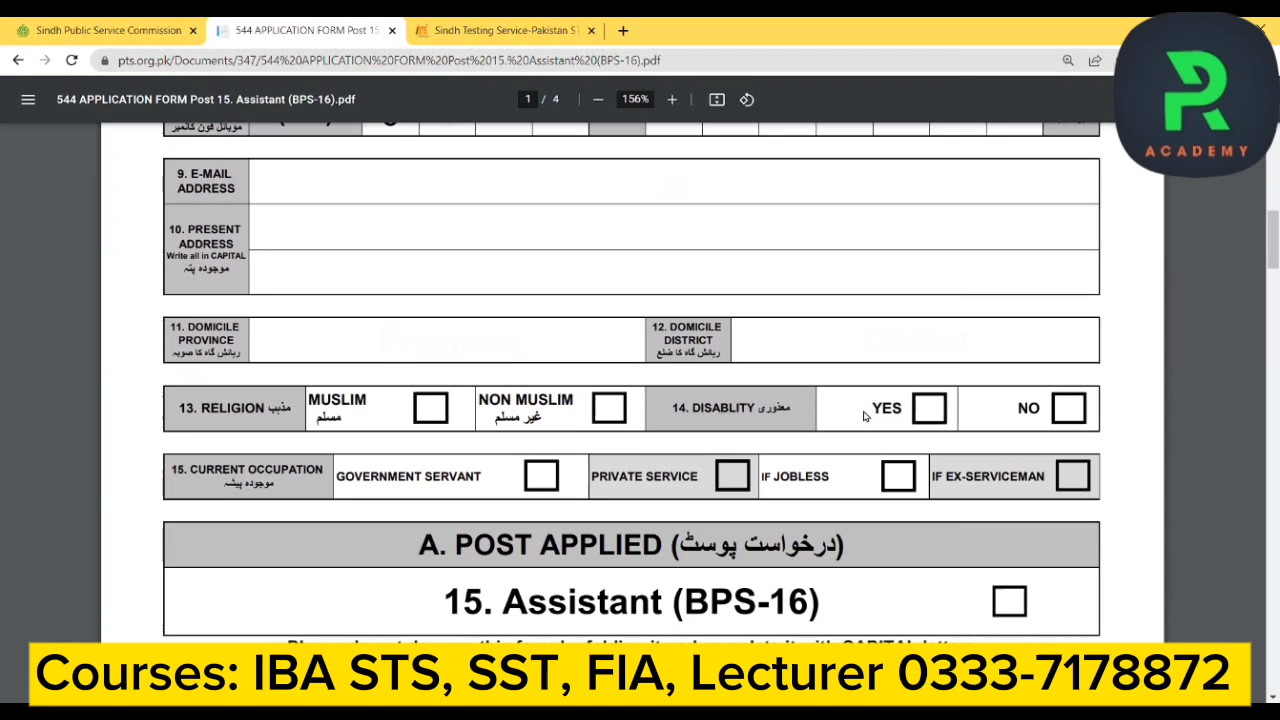 Sindh Public Service Commission
544 APPLICATION FORM Post 15
Sindh Testing Service-Pakistan ST
pts.org.pk/Documents/347/544%20APPLICATION%20FORM%20Post%2015.%20Assistant%20(BPS-16).pdf
544 APPLICATION FORM Post 15. Assistant (BPS-16).pdf
1 / 4
156%
R
ACADEMY
موبائل فون کانمبر
9. E-MAIL
ADDRESS
10. PRESENT
ADDRESS
Write all in CAPITAL
موجودہ پتہ
11. DOMICILE
PROVINCE
رہائش گاہ کا صوبہ
12. DOMICILE
DISTRICT
رہائش گاہ کا ضلع
13. RELIGION مذہب
MUSLIM
مسلم
NON MUSLIM
غیر مسلم
14. DISABLITY معذوری
YES
NO
15. CURRENT OCCUPATION
موجودہ پیشہ
GOVERNMENT SERVANT
PRIVATE SERVICE
IF JOBLESS
IF EX-SERVICEMAN
A. POST APPLIED (درخواست پوسٹ)
15. Assistant (BPS-16)
Courses: IBA STS, SST, FIA, Lecturer 0333-7178872